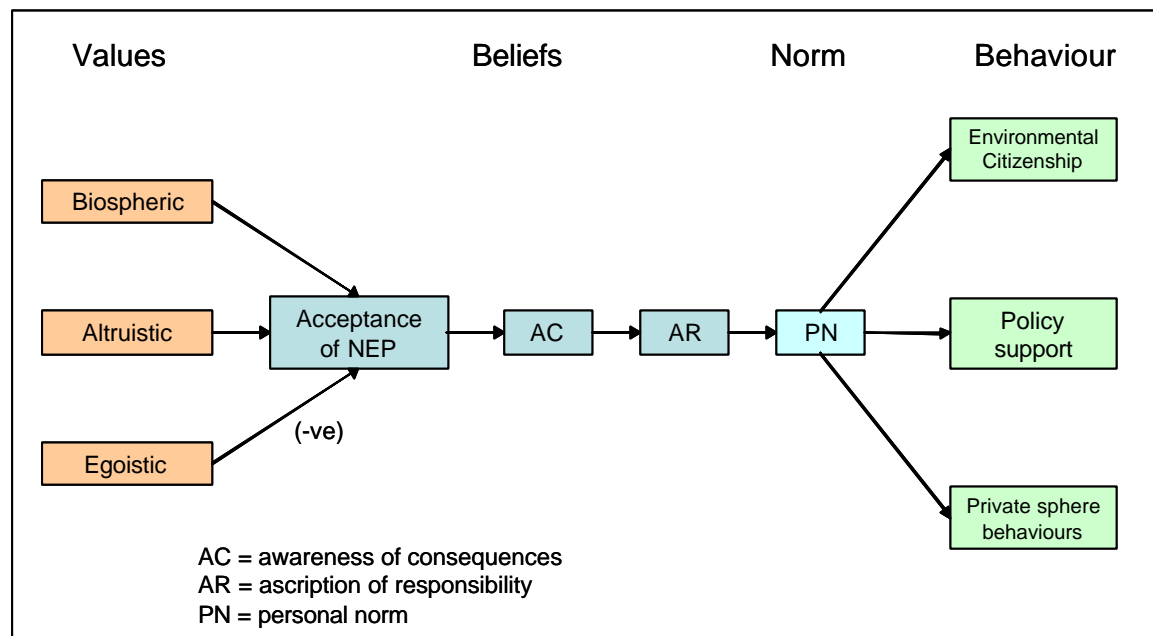 Values
Beliefs
Norm
Behaviour
Environmental
Citizenship
Biospheric
Altruistic
Acceptance
of NEP
AC
AR
PN
Policy
support
(-ve)
Egoistic
Private sphere
behaviours
AC = awareness of consequences
AR = ascription of responsibility
PN = personal norm